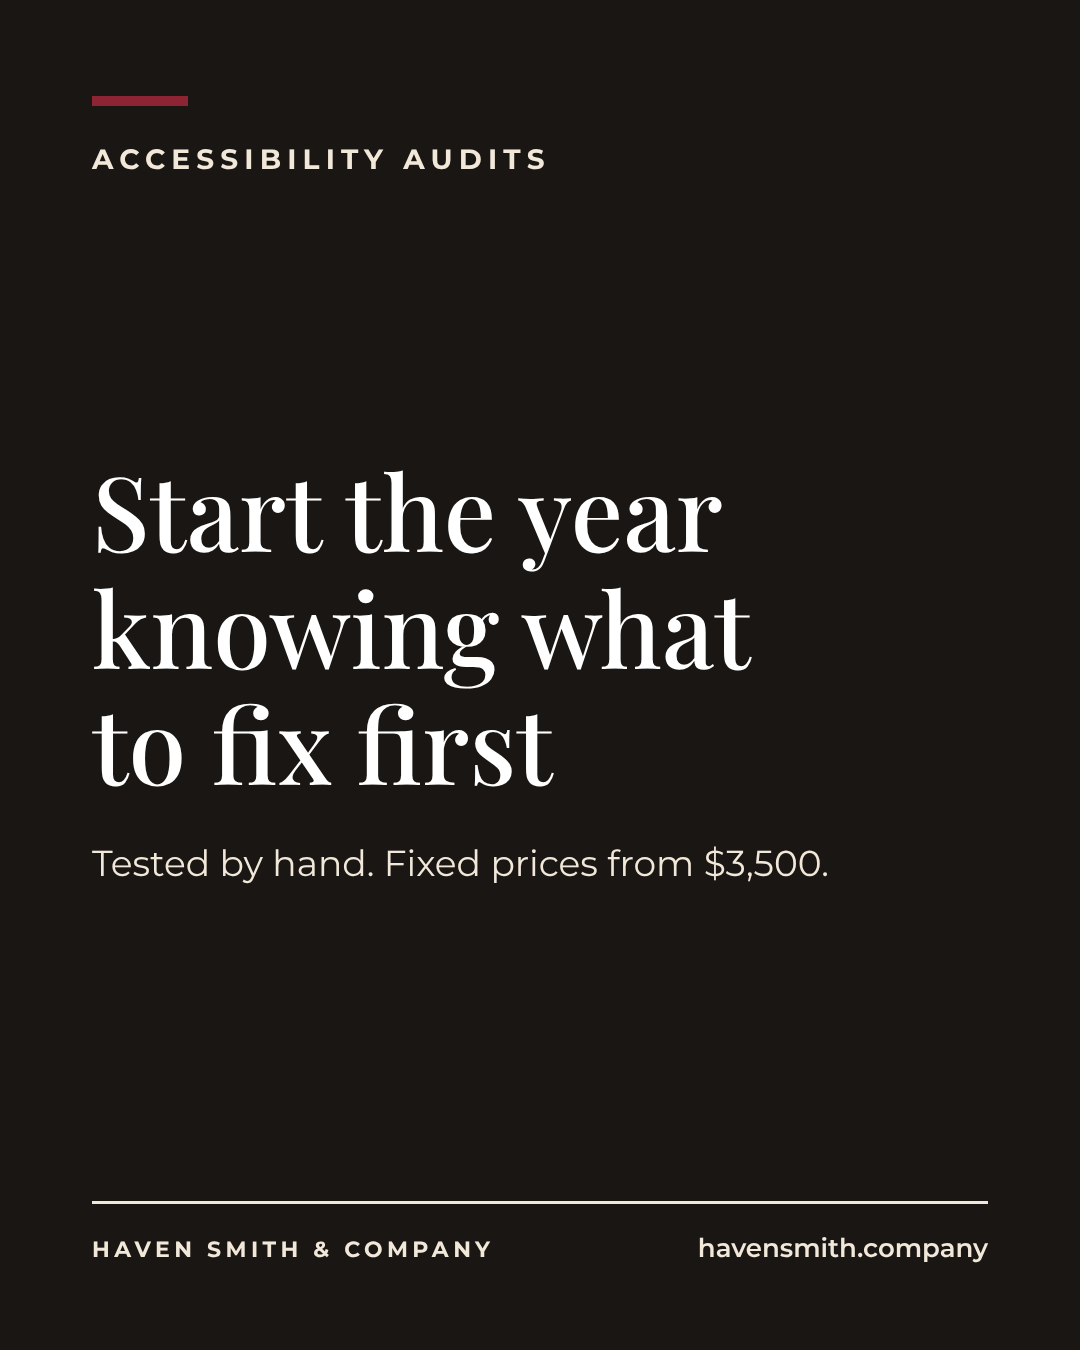 ACCESSIBILITY AUDITS
Start the year
knowing what
to fix first
Tested by hand. Fixed prices from $3,500.
HAVEN SMITH & COMPANY
havensmith.company